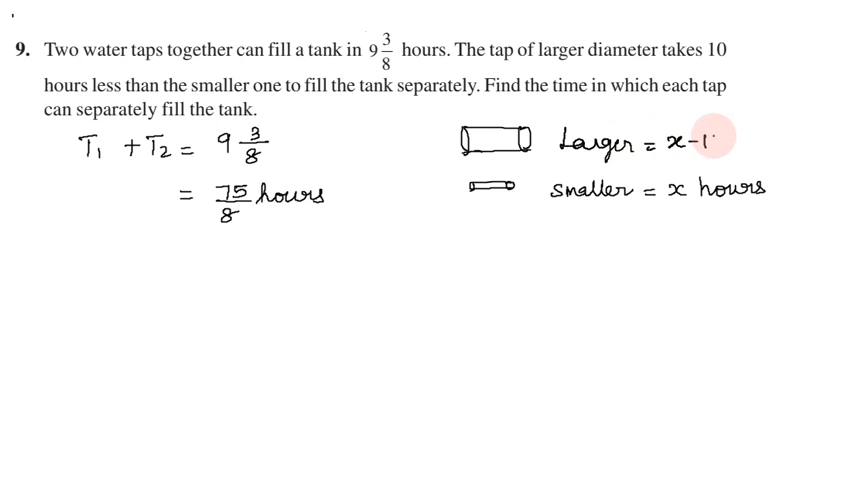 9. Two water taps together can fill a tank in 9 3/8 hours. The tap of larger diameter takes 10
hours less than the smaller one to fill the tank separately. Find the time in which each tap
can separately fill the tank.
T₁ + T₂ = 9 3/8
Larger = x-1
= 75/8 hours
smaller = x hours